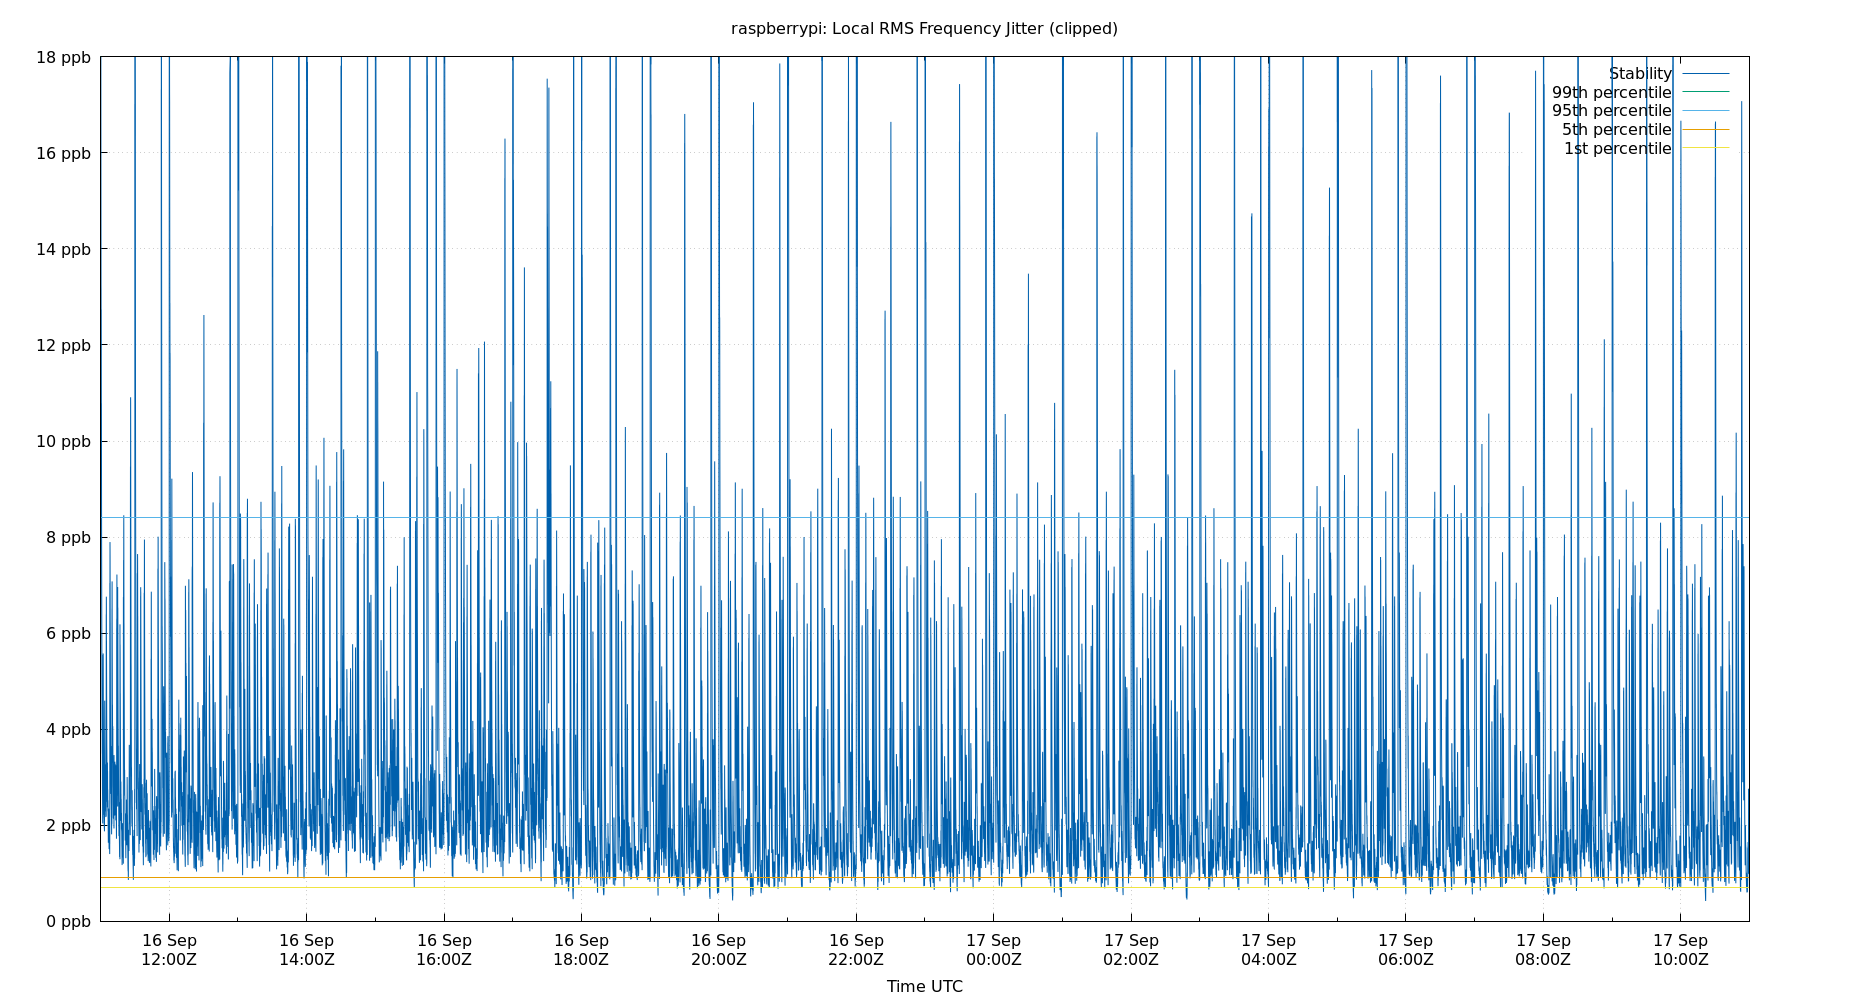 raspberrypi: Local RMS Frequency Jitter (clipped)
18 ppb
16 ppb
14 ppb
12 ppb
10 ppb
8 ppb
6 ppb
4 ppb
2 ppb
0 ppb
Stability
99th percentile
95th percentile
5th percentile
1st percentile
16 Sep 16 Sep 16 Sep 16 Sep 16 Sep 16 Sep 17 Sep 17 Sep 17 Sep 17 Sep 17 Sep 17 Sep
12:00Z 14:00Z 16:00Z 18:00Z 20:00Z 22:00Z 00:00Z 02:00Z 04:00Z 06:00Z 08:00Z 10:00Z
Time UTC